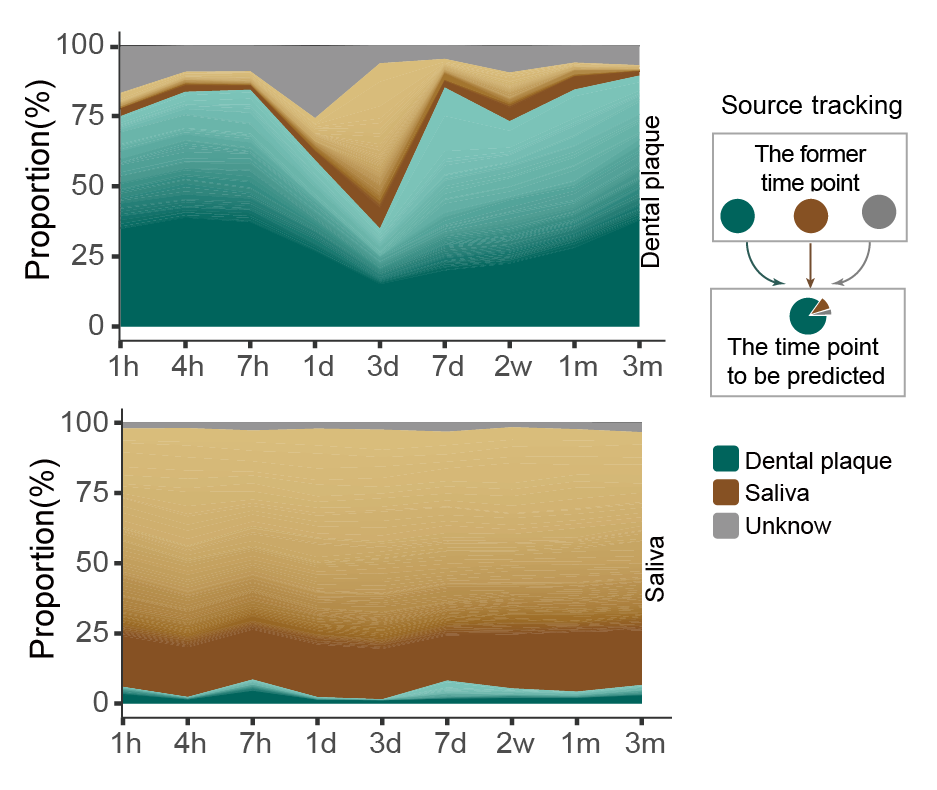 100
75
50
25
0
Proportion(%)
1h 4h 7h 1d 3d 7d 2w 1m 3m
Dental plaque
100
75
50
25
0
Proportion(%)
1h 4h 7h 1d 3d 7d 2w 1m 3m
Saliva
Source tracking
The former
time point
The time point
to be predicted
Dental plaque
Saliva
Unknow